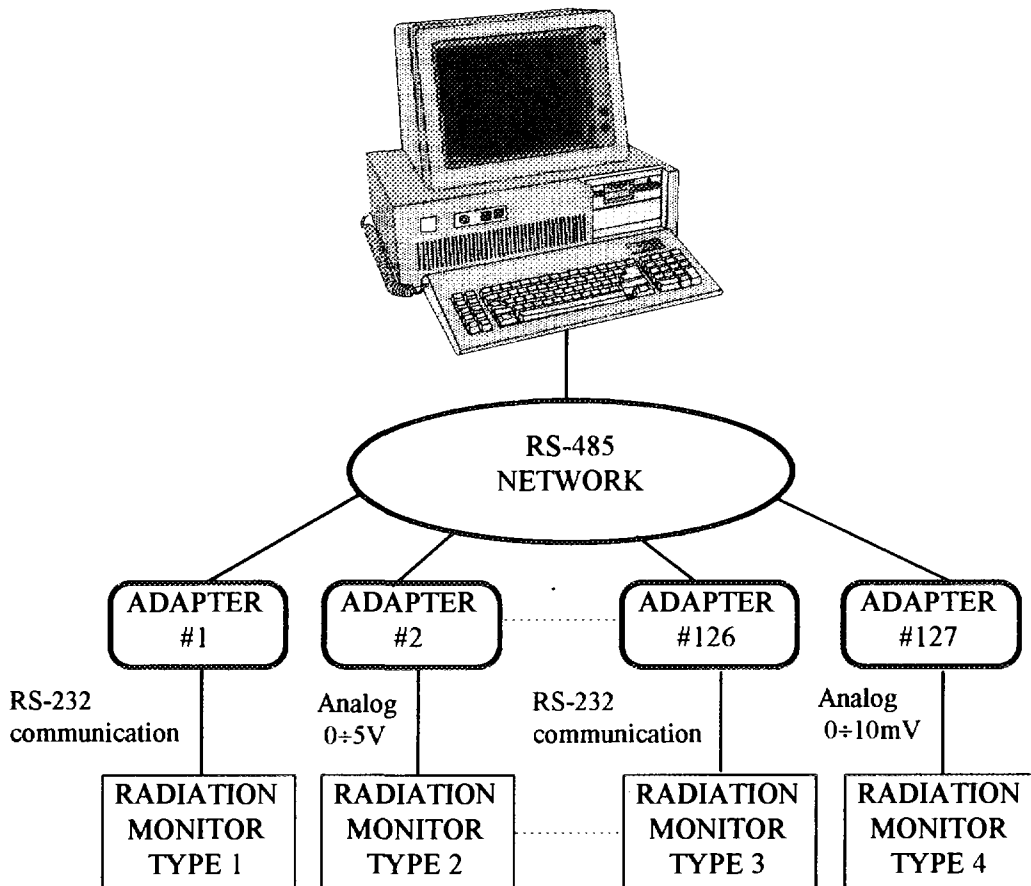 RS-485
NETWORK
ADAPTER
#1
ADAPTER
#2
ADAPTER
#126
ADAPTER
#127
RS-232
communication
Analog
0÷5V
RS-232
communication
Analog
0÷10mV
RADIATION
MONITOR
TYPE 1
RADIATION
MONITOR
TYPE 2
RADIATION
MONITOR
TYPE 3
RADIATION
MONITOR
TYPE 4